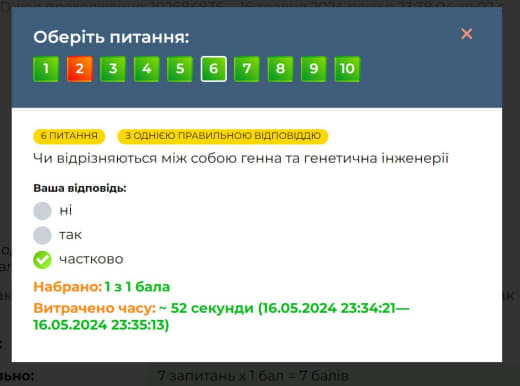 Оберіть питання:
1 2 3 4 5 6 7 8 9 10
6 ПИТАННЯ З ОДНІЄЮ ПРАВИЛЬНОЮ ВІДПОВІДДЮ
Чи відрізняються між собою генна та генетична інженерії
Ваша відповідь:
ні
так
частково
Набрано: 1 з 1 бала
Витрачено часу: ~ 52 секунди (16.05.2024 23:34:21—
16.05.2024 23:35:13)
7 запитань x 1 бал = 7 балів